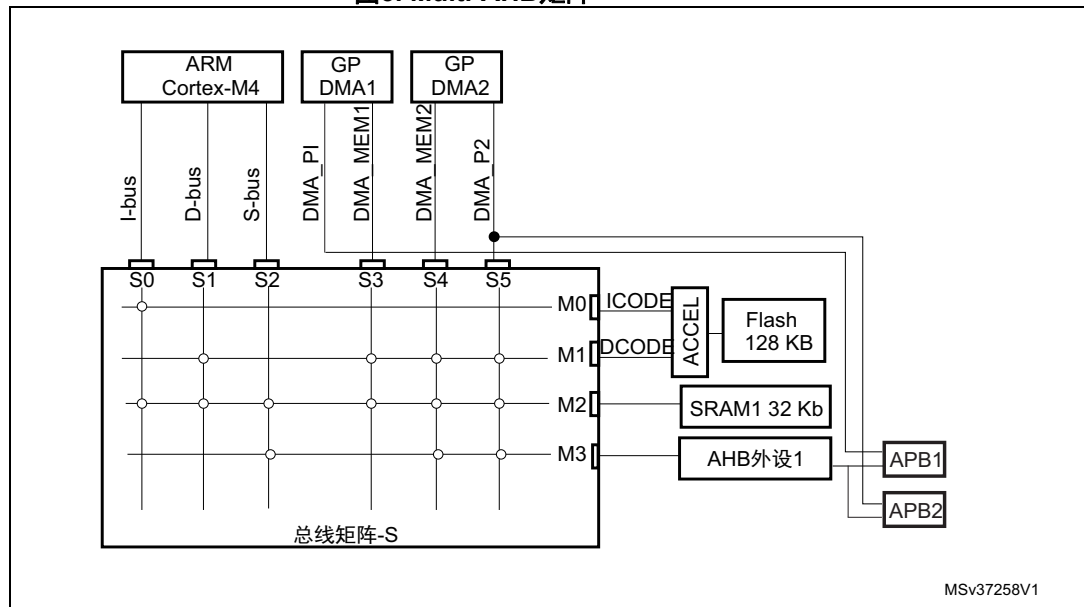 ARM
Cortex-M4
GP
DMA1
GP
DMA2
I-bus
D-bus
S-bus
DMA_PI
DMA_MEM1
DMA_MEM2
DMA_P2
S0 S1 S2 S3 S4 S5
M0 ICODE
M1 DCODE
ACCEL
Flash
128 KB
M2
SRAM1 32 Kb
M3
AHB外设1
APB1
APB2
总线矩阵-S
MSv37258V1